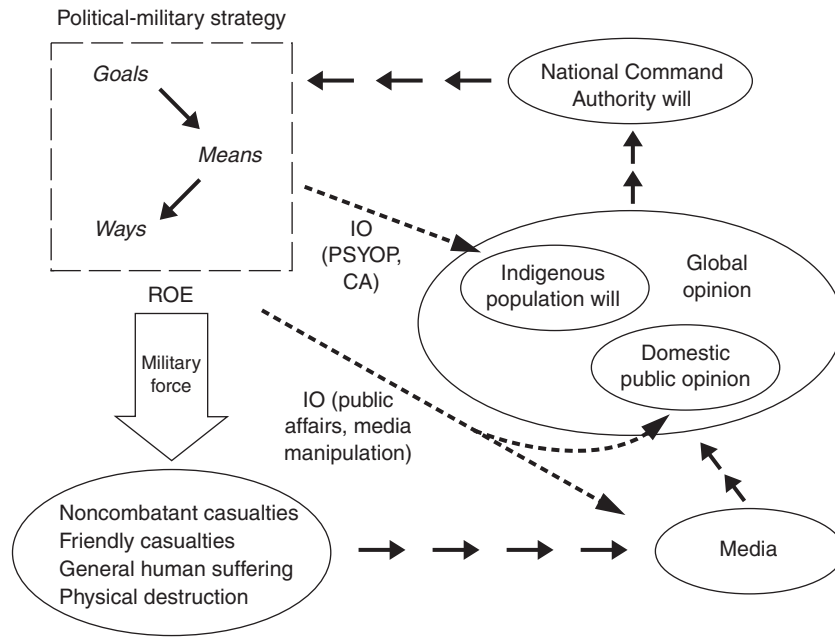 Political-military strategy
Goals
Means
Ways
National Command
Authority will
IO
(PSYOP,
CA)
Indigenous
population will
Global
opinion
Domestic
public opinion
ROE
Military
force
IO (public
affairs, media
manipulation)
Noncombatant casualties
Friendly casualties
General human suffering
Physical destruction
Media